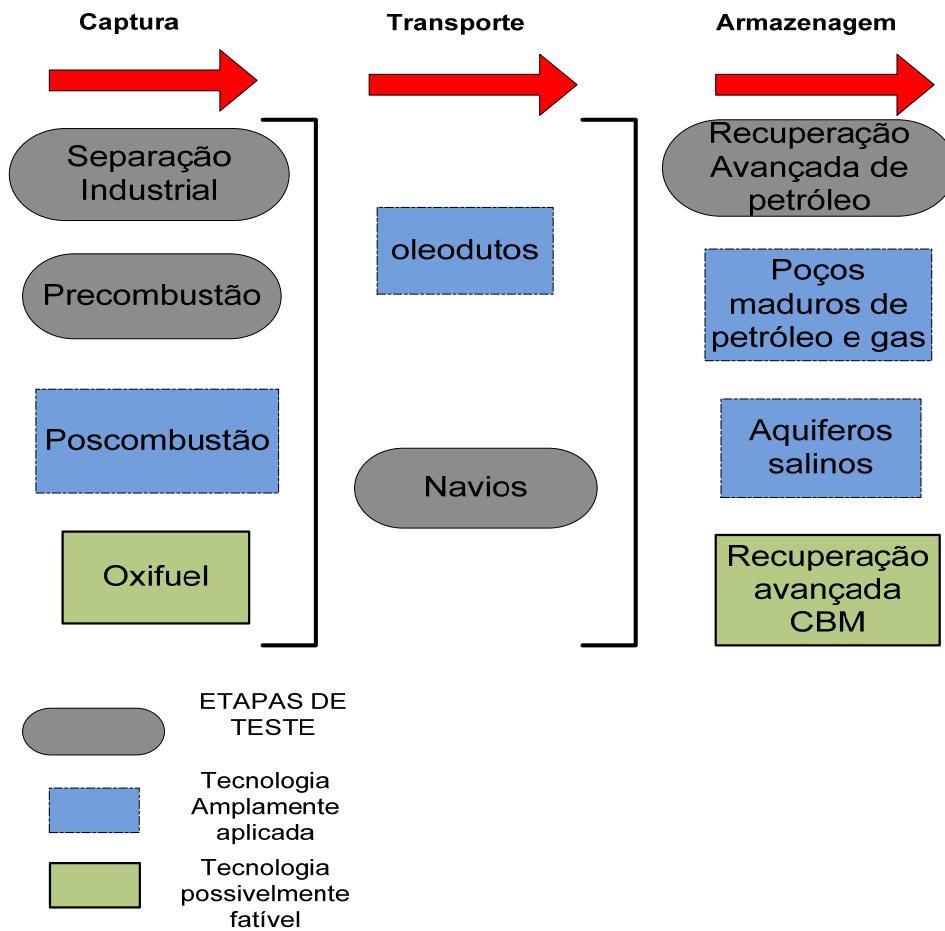 Captura
Transporte
Armazenagem
Separação
Industrial
Precombustão
Poscombustão
Oxifuel
oleodutos
Navios
Recuperação
Avançada de
petróleo
Poços
maduros de
petróleo e gas
Aquiferos
salinos
Recuperação
avançada
CBM
ETAPAS DE
TESTE
Tecnologia
Amplamente
aplicada
Tecnologia
possivelmente
fatível